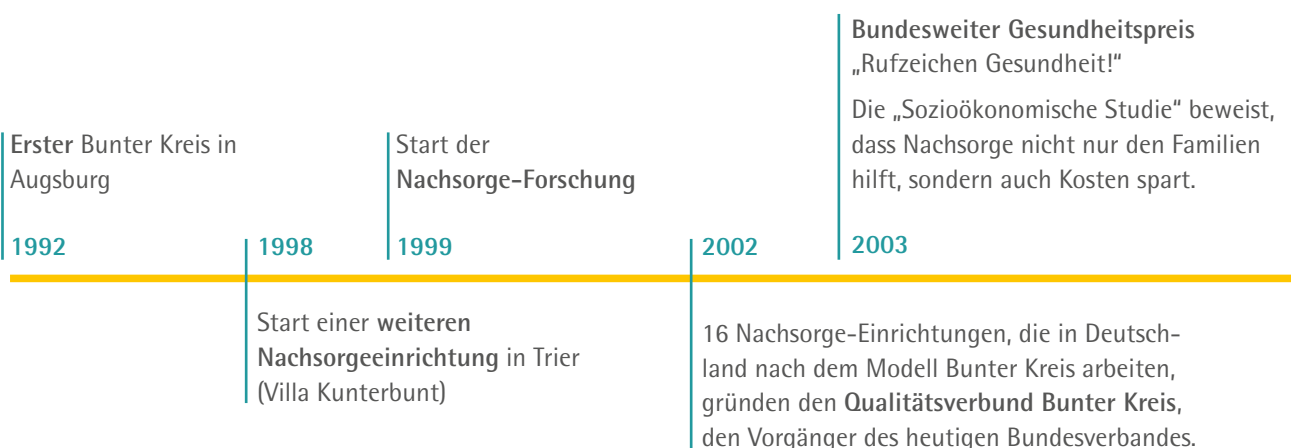 Erster Bunter Kreis in
Augsburg
1992
1998
Start einer weiteren
Nachsorgeeinrichtung in Trier
(Villa Kunterbunt)
Start der
Nachsorge-Forschung
1999
2002
16 Nachsorge-Einrichtungen, die in Deutsch-
land nach dem Modell Bunter Kreis arbeiten,
gründen den Qualitätsverbund Bunter Kreis,
den Vorgänger des heutigen Bundesverbandes.
Bundesweiter Gesundheitspreis
„Rufzeichen Gesundheit!“
Die „Sozioökonomische Studie“ beweist,
dass Nachsorge nicht nur den Familien
hilft, sondern auch Kosten spart.
2003